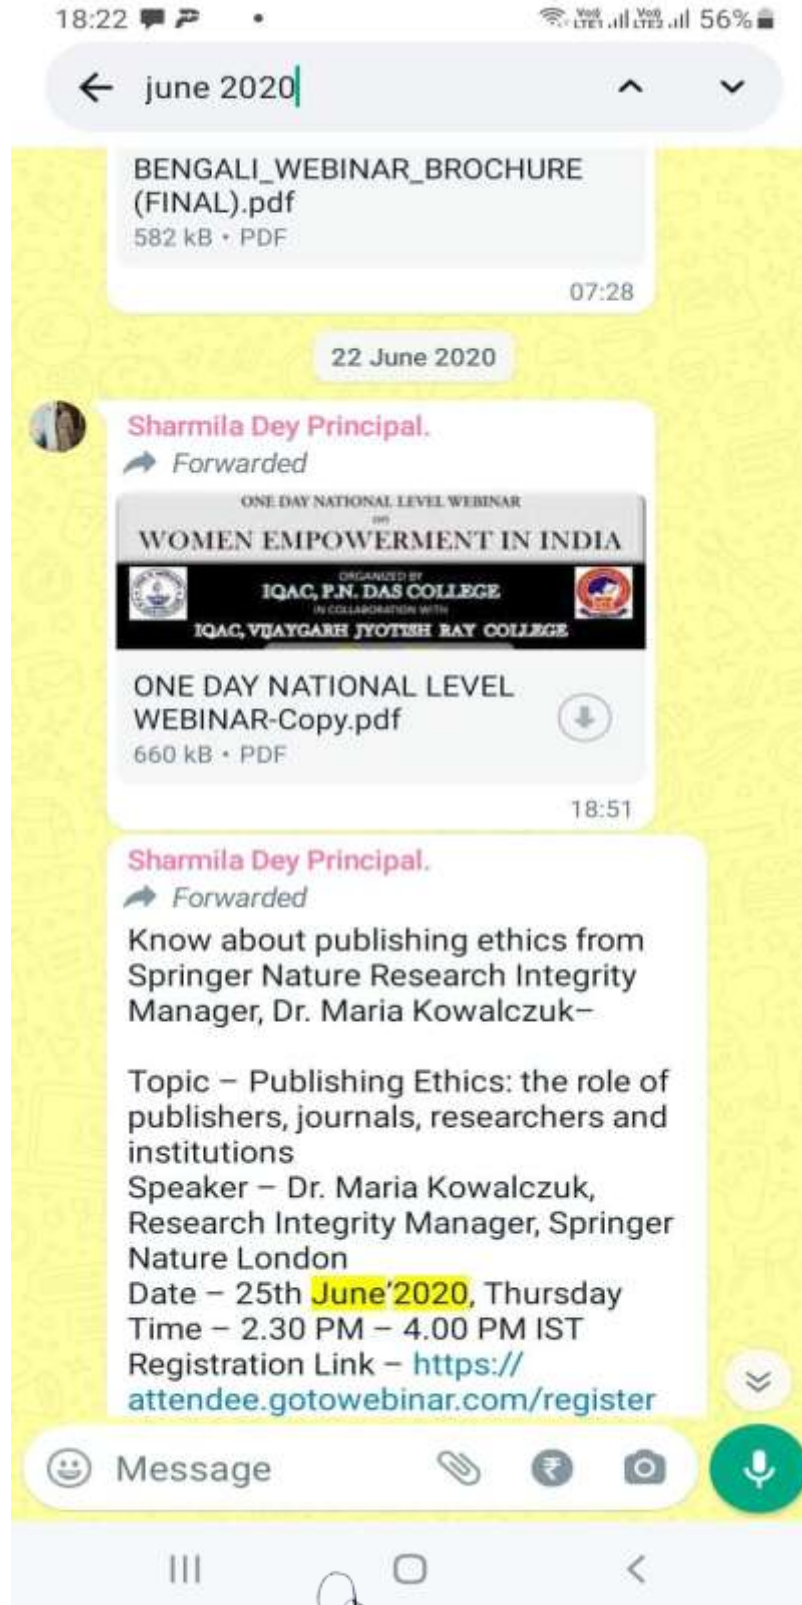 18:22
56%
june 2020
BENGALI_WEBINAR_BROCHURE
(FINAL).pdf
582 kB • PDF
07:28
22 June 2020
Sharmila Dey Principal.
Forwarded
ONE DAY NATIONAL LEVEL WEBINAR
on
WOMEN EMPOWERMENT IN INDIA
ORGANIZED BY
IQAC, P.N. DAS COLLEGE
IN COLLABORATION WITH
IQAC, VIJAYGARH JYOTISH RAY COLLEGE
ONE DAY NATIONAL LEVEL
WEBINAR-Copy.pdf
660 kB • PDF
18:51
Sharmila Dey Principal.
Forwarded
Know about publishing ethics from
Springer Nature Research Integrity
Manager, Dr. Maria Kowalczuk–
Topic – Publishing Ethics: the role of
publishers, journals, researchers and
institutions
Speaker – Dr. Maria Kowalczuk,
Research Integrity Manager, Springer
Nature London
Date – 25th June'2020, Thursday
Time – 2.30 PM – 4.00 PM IST
Registration Link – https://
attendee.gotowebinar.com/register
Message